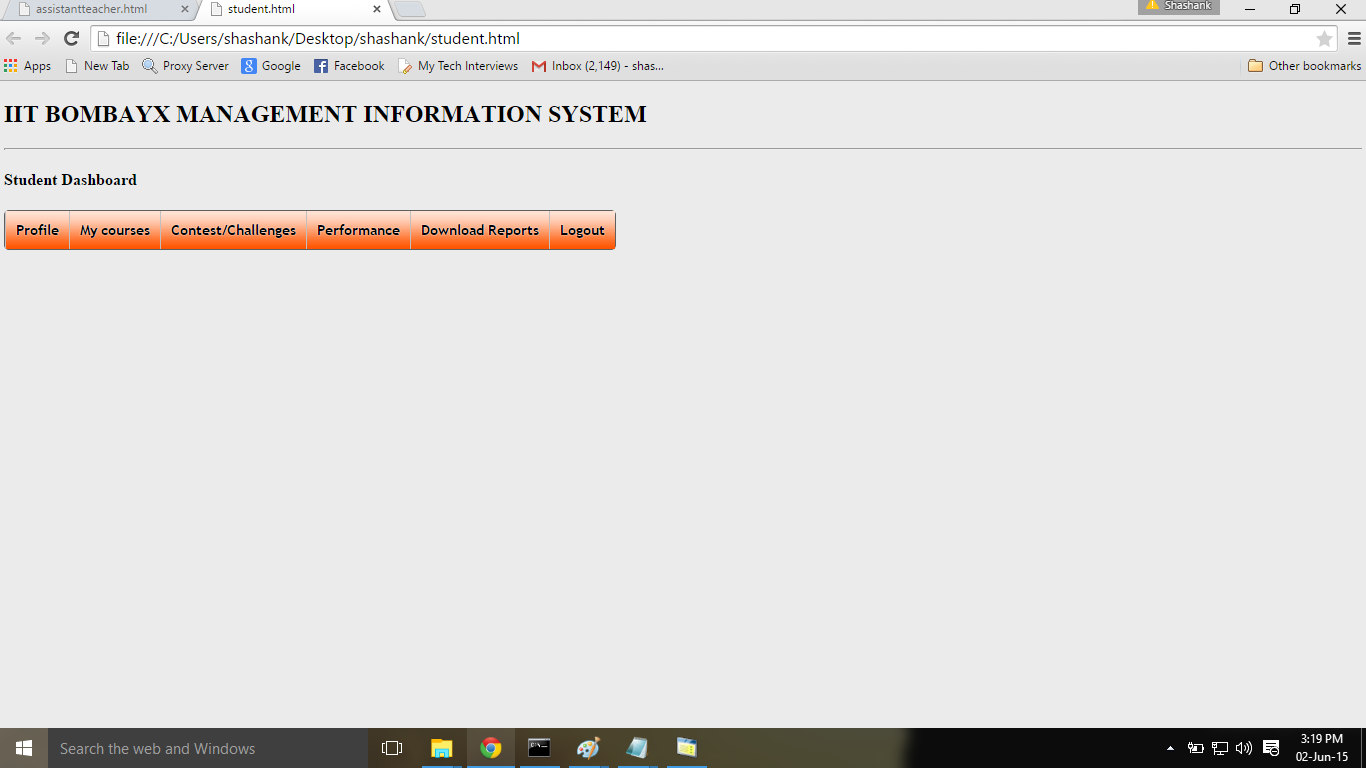 assistantteacher.html
student.html
Shashank
file:///C:/Users/shashank/Desktop/shashank/student.html
Apps New Tab Proxy Server Google Facebook My Tech Interviews Inbox (2,149) - shas... Other bookmarks
IIT BOMBAYX MANAGEMENT INFORMATION SYSTEM
Student Dashboard
Profile My courses Contest/Challenges Performance Download Reports Logout
Search the web and Windows
3:19 PM
02-Jun-15